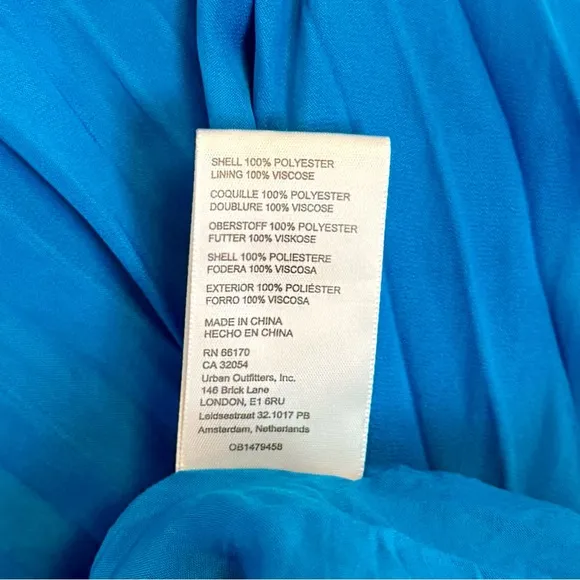 SHELL 100% POLYESTER
LINING 100% VISCOSE
COQUILLE 100% POLYESTER
DOUBLURE 100% VISCOSE
OBERSTOFF 100% POLYESTER
FUTTER 100% VISKOSE
SHELL 100% POLIESTERE
FODERA 100% VISCOSA
EXTERIOR 100% POLIÉSTER
FORRO 100% VISCOSA
MADE IN CHINA
HECHO EN CHINA
RN 66170
CA 32054
Urban Outfitters, Inc.
146 Brick Lane
LONDON, E1 6RU
Leidsestraat 32.1017 PB
Amsterdam, Netherlands
OB1479458